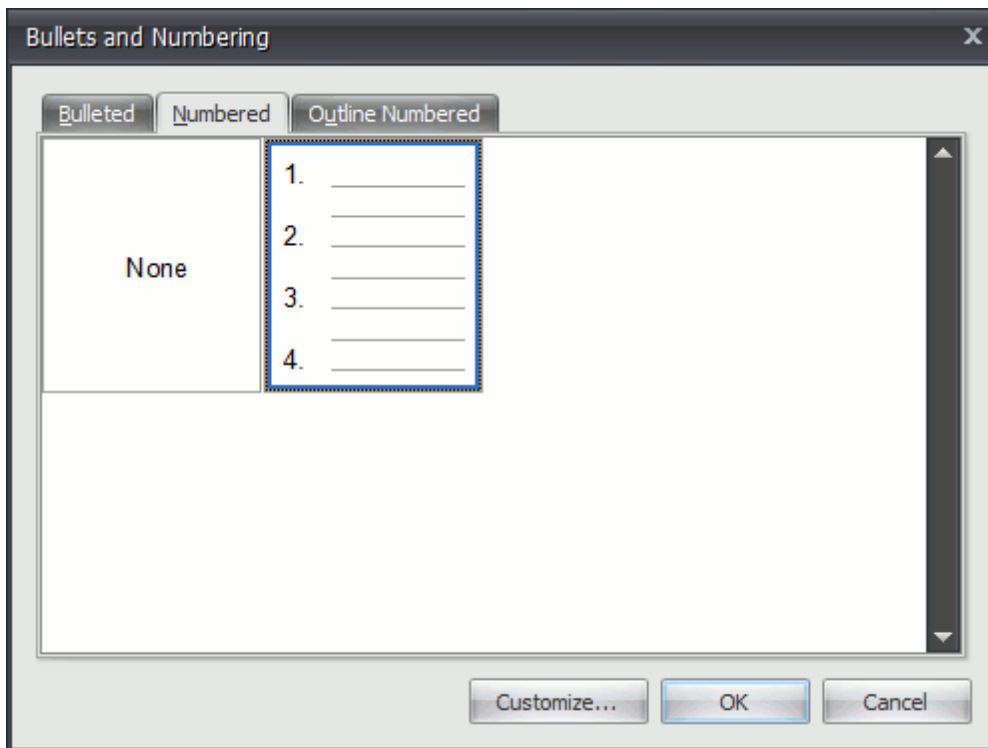 Bullets and Numbering x
Bulleted Numbered Outline Numbered
None
1.
2.
3.
4.
Customize... OK Cancel